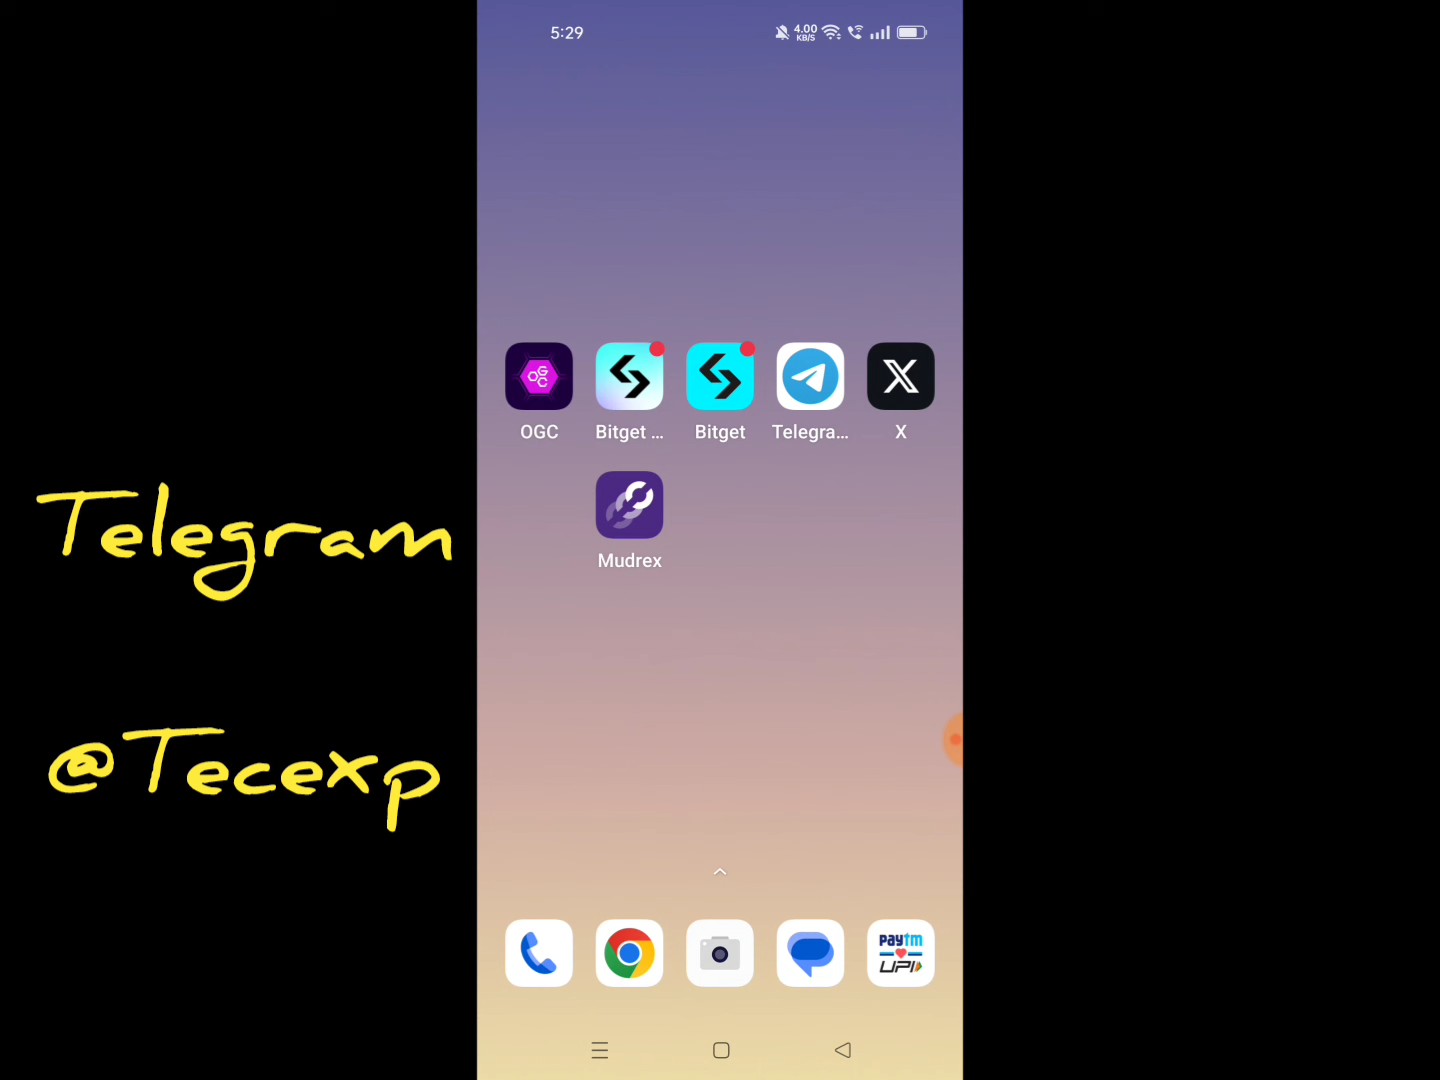 5:29
4.00
KB/S
OGC
Bitget ...
Bitget
Telegra...
X
Mudrex
Telegram
@Tecexp
paytm
UPI